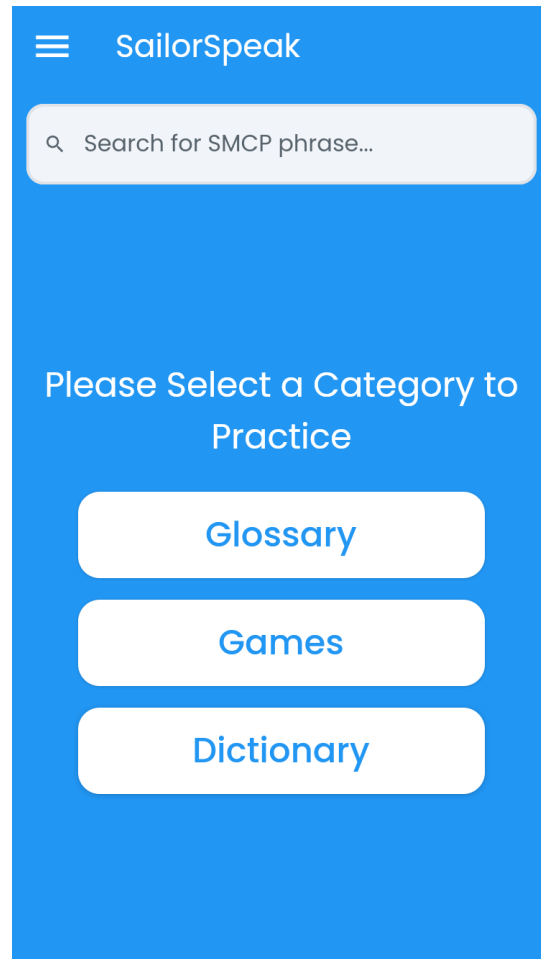 SailorSpeak
Search for SMCP phrase...
Please Select a Category to
Practice
Glossary
Games
Dictionary